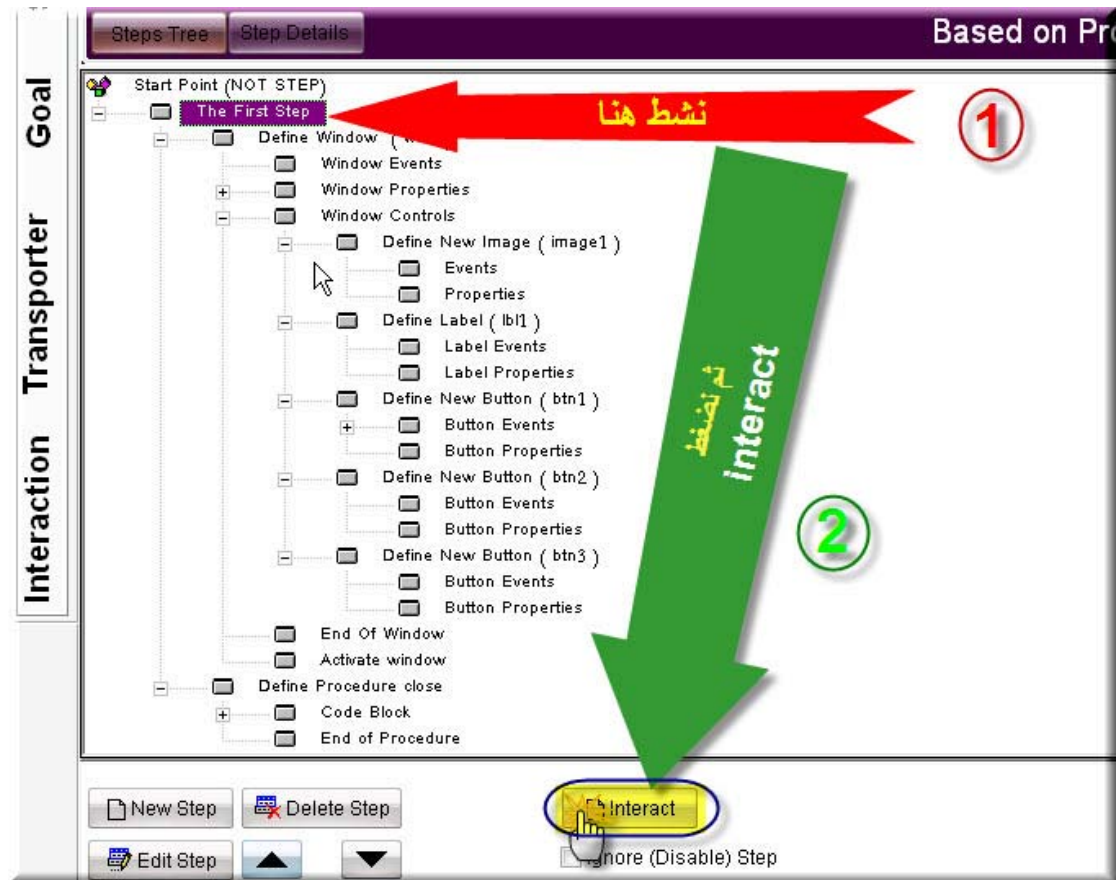 Steps Tree
Step Details
Based on Pro
Goal
Transporter
Interaction
Start Point (NOT STEP)
The First Step
نشط هنا
1
Define Window (
Window Events
Window Properties
Window Controls
Define New Image ( image1 )
Events
Properties
Define Label ( lbl1 )
Label Events
Label Properties
Define New Button ( btn1 )
Button Events
Button Properties
Define New Button ( btn2 )
Button Events
Button Properties
Define New Button ( btn3 )
Button Events
Button Properties
End Of Window
Activate window
Define Procedure close
Code Block
End of Procedure
ثم نضغط
Interact
2
New Step
Delete Step
Interact
Edit Step
Ignore (Disable) Step